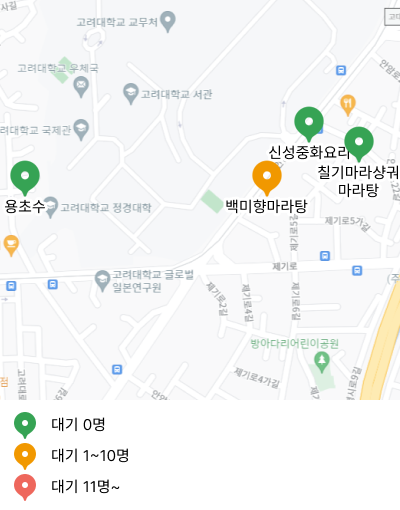 고려대학교 교무처
고려대학교 우체국
고려대학교 서관
고려대학교 국제관
안암로
신성중화요리
칠기마라샹궈
마라탕
용초수
고려대학교 정경대학
백미향마라탕
제기로5가길
고려대학교 글로벌
일본연구원
제기로
제기로2길
제기로4길
제기로6길
방아다리어린이공원
제기로4가길
대기 0명
대기 1~10명
대기 11명~